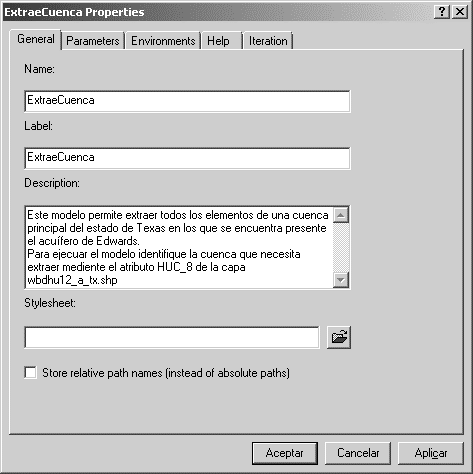 ExtraeCuenca Properties
General Parameters Environments Help Iteration
Name:
ExtraeCuenca
Label:
ExtraeCuenca
Description:
Este modelo permite extraer todos los elementos de una cuenca
principal del estado de Texas en los que se encuentra presente
el acuífero de Edwards.
Para ejecuar el modelo identifique la cuenca que necesita
extraer mediente el atributo HUC_8 de la capa
wbdhu12_a_tx.shp
Stylesheet:
Store relative path names (instead of absolute paths)
Aceptar Cancelar Aplicar